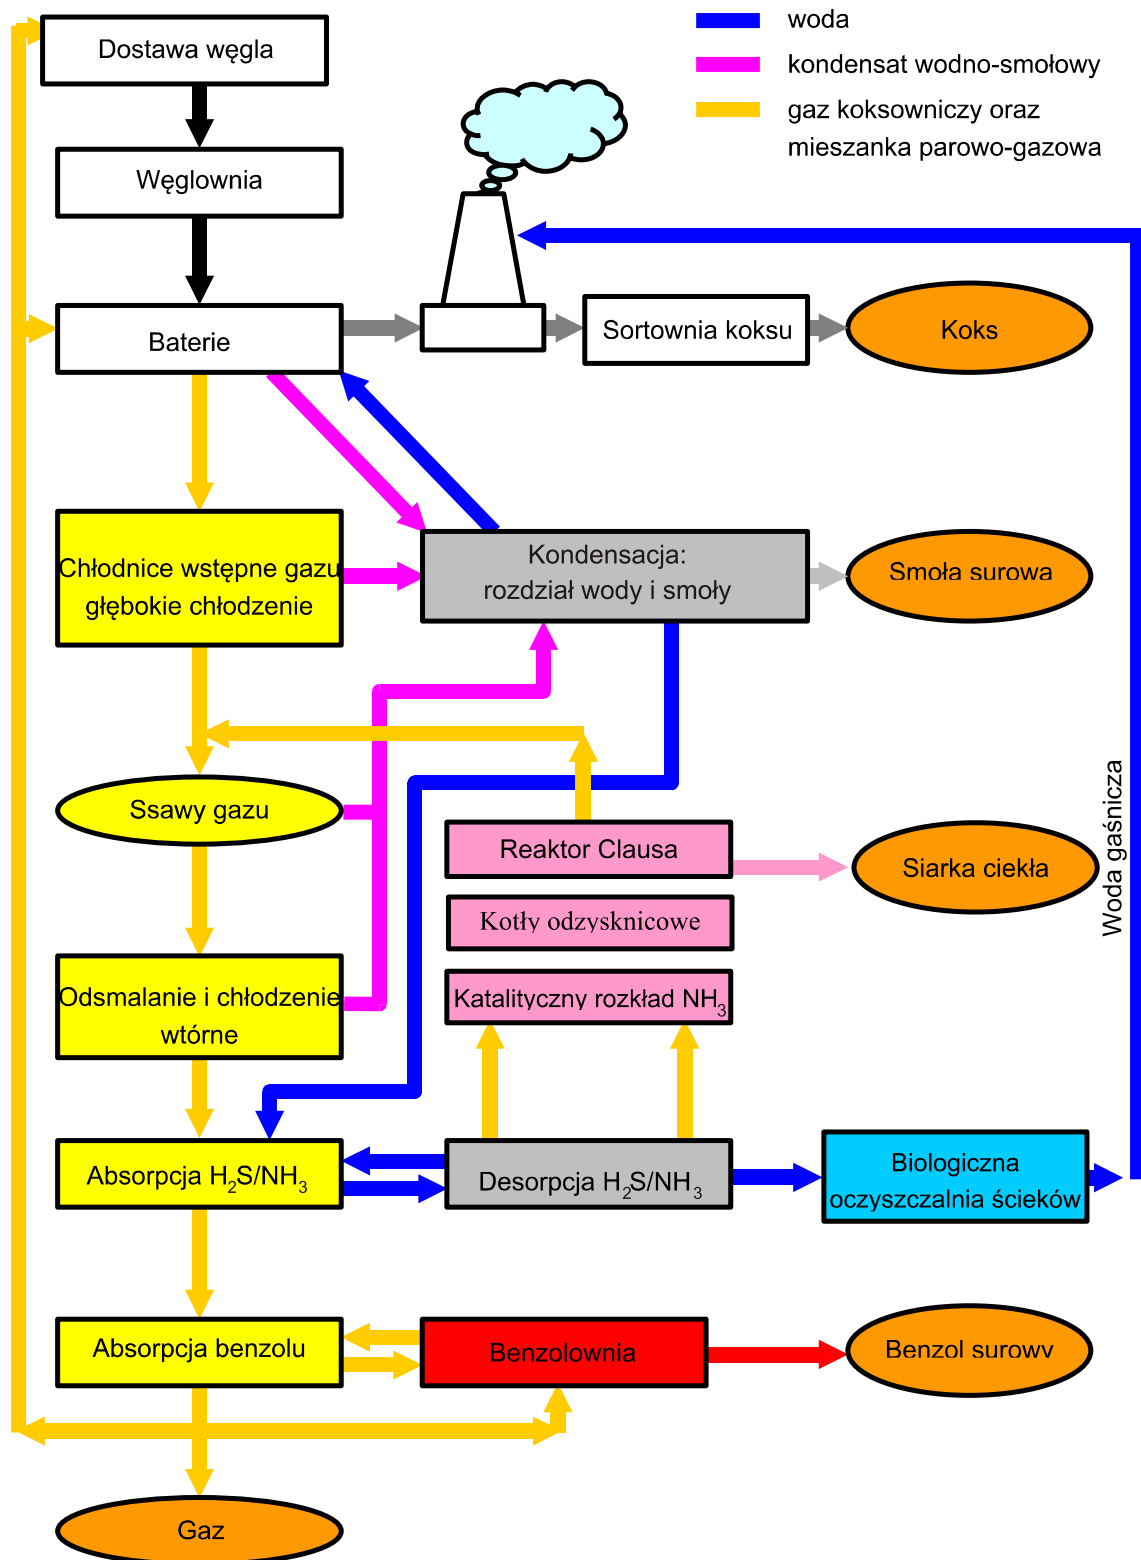 woda
kondensat wodno-smołowy
gaz koksowniczy oraz
mieszanka parowo-gazowa
Dostawa węgla
Węglownia
Baterie
Sortownia koksu
Koks
Chłodnice wstępne gazu
głębokie chłodzenie
Kondensacja:
rozdział wody i smoły
Smoła surowa
Ssawy gazu
Reaktor Clausa
Siarka ciekła
Woda gaśnicza
Kotły odzysknicowe
Odsmalanie i chłodzenie
wtórne
Katalityczny rozkład NH₃
Absorpcja H₂S/NH₃
Desorpcja H₂S/NH₃
Biologiczna
oczyszczalnia ścieków
Absorpcja benzolu
Benzolownia
Benzol surowy
Gaz